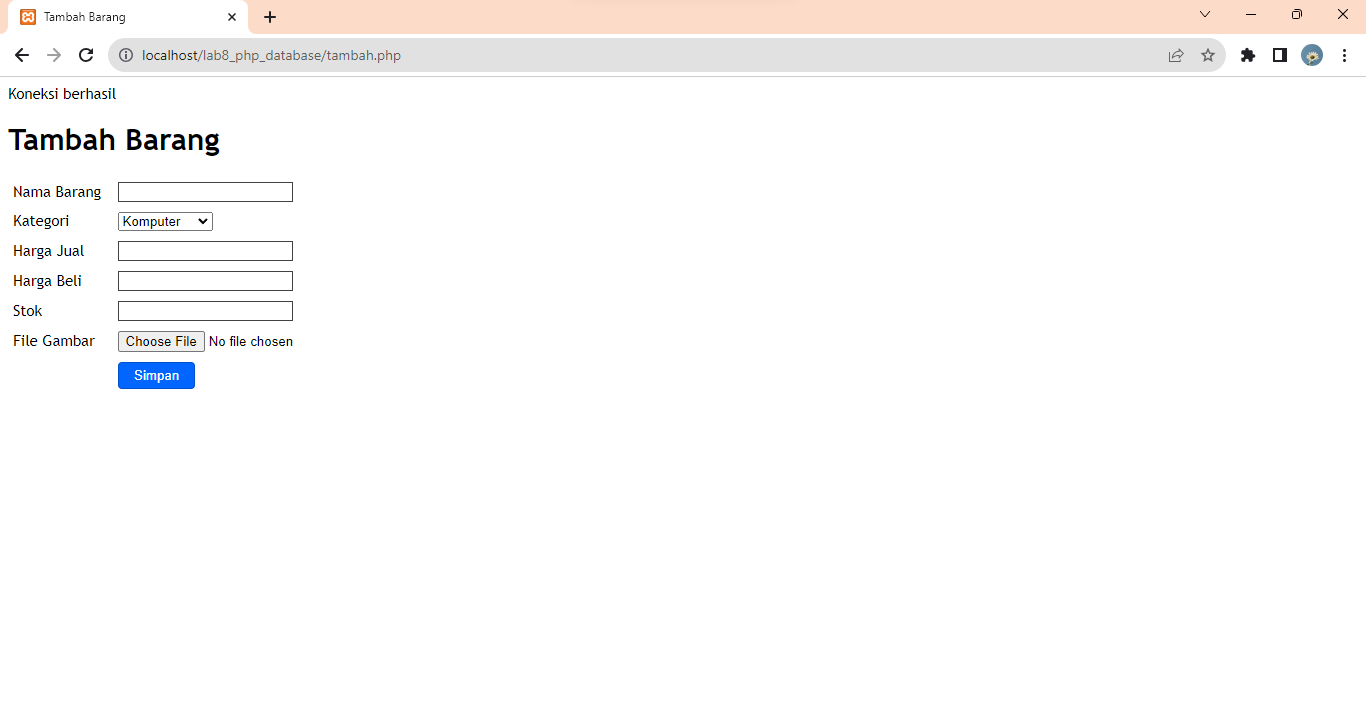 Tambah Barang
localhost/lab8_php_database/tambah.php
Koneksi berhasil
Tambah Barang
Nama Barang
Kategori Komputer
Harga Jual
Harga Beli
Stok
File Gambar Choose File No file chosen
Simpan